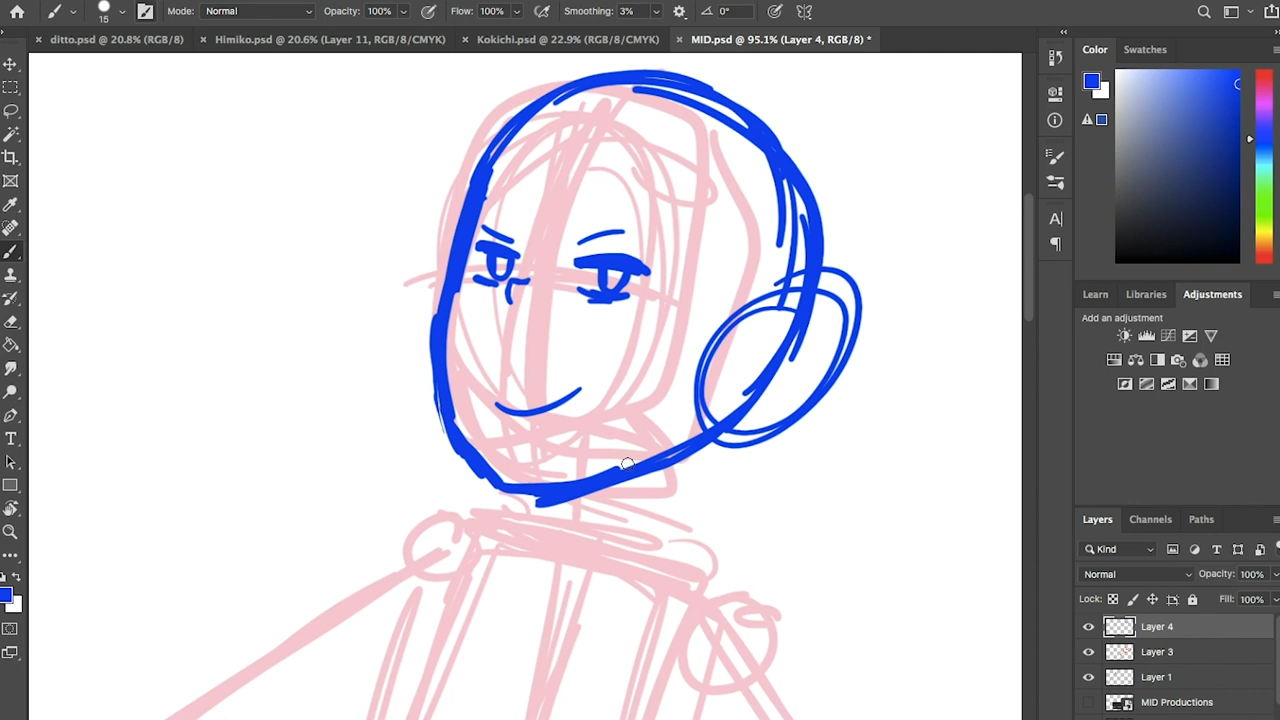 15 Mode: Normal Opacity: 100% Flow: 100% Smoothing: 3% 0°
ditto.psd @ 20.8% (RGB/8) Himiko.psd @ 20.6% (Layer 11, RGB/8/CMYK) Kokichi.psd @ 22.9% (RGB/8/CMYK) MID.psd @ 95.1% (Layer 4, RGB/8) *
Color Swatches
Learn Libraries Adjustments
Add an adjustment
Layers Channels Paths
Kind
Normal Opacity: 100%
Lock: Fill: 100%
Layer 4
Layer 3
Layer 1
MID Productions